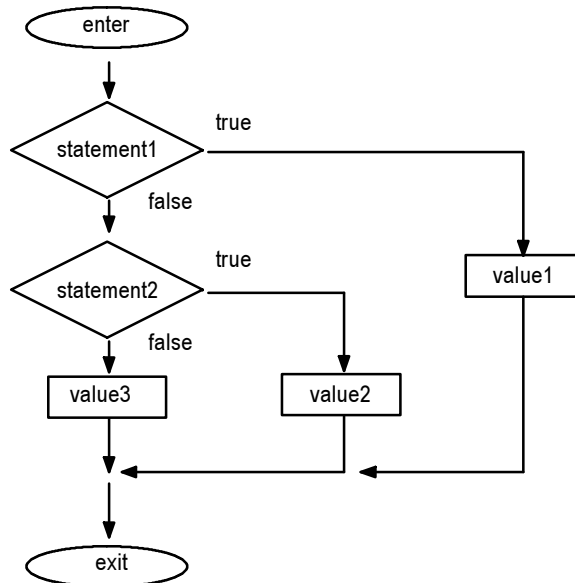 enter
true
statement1
false
true
statement2
value1
false
value3
value2
exit